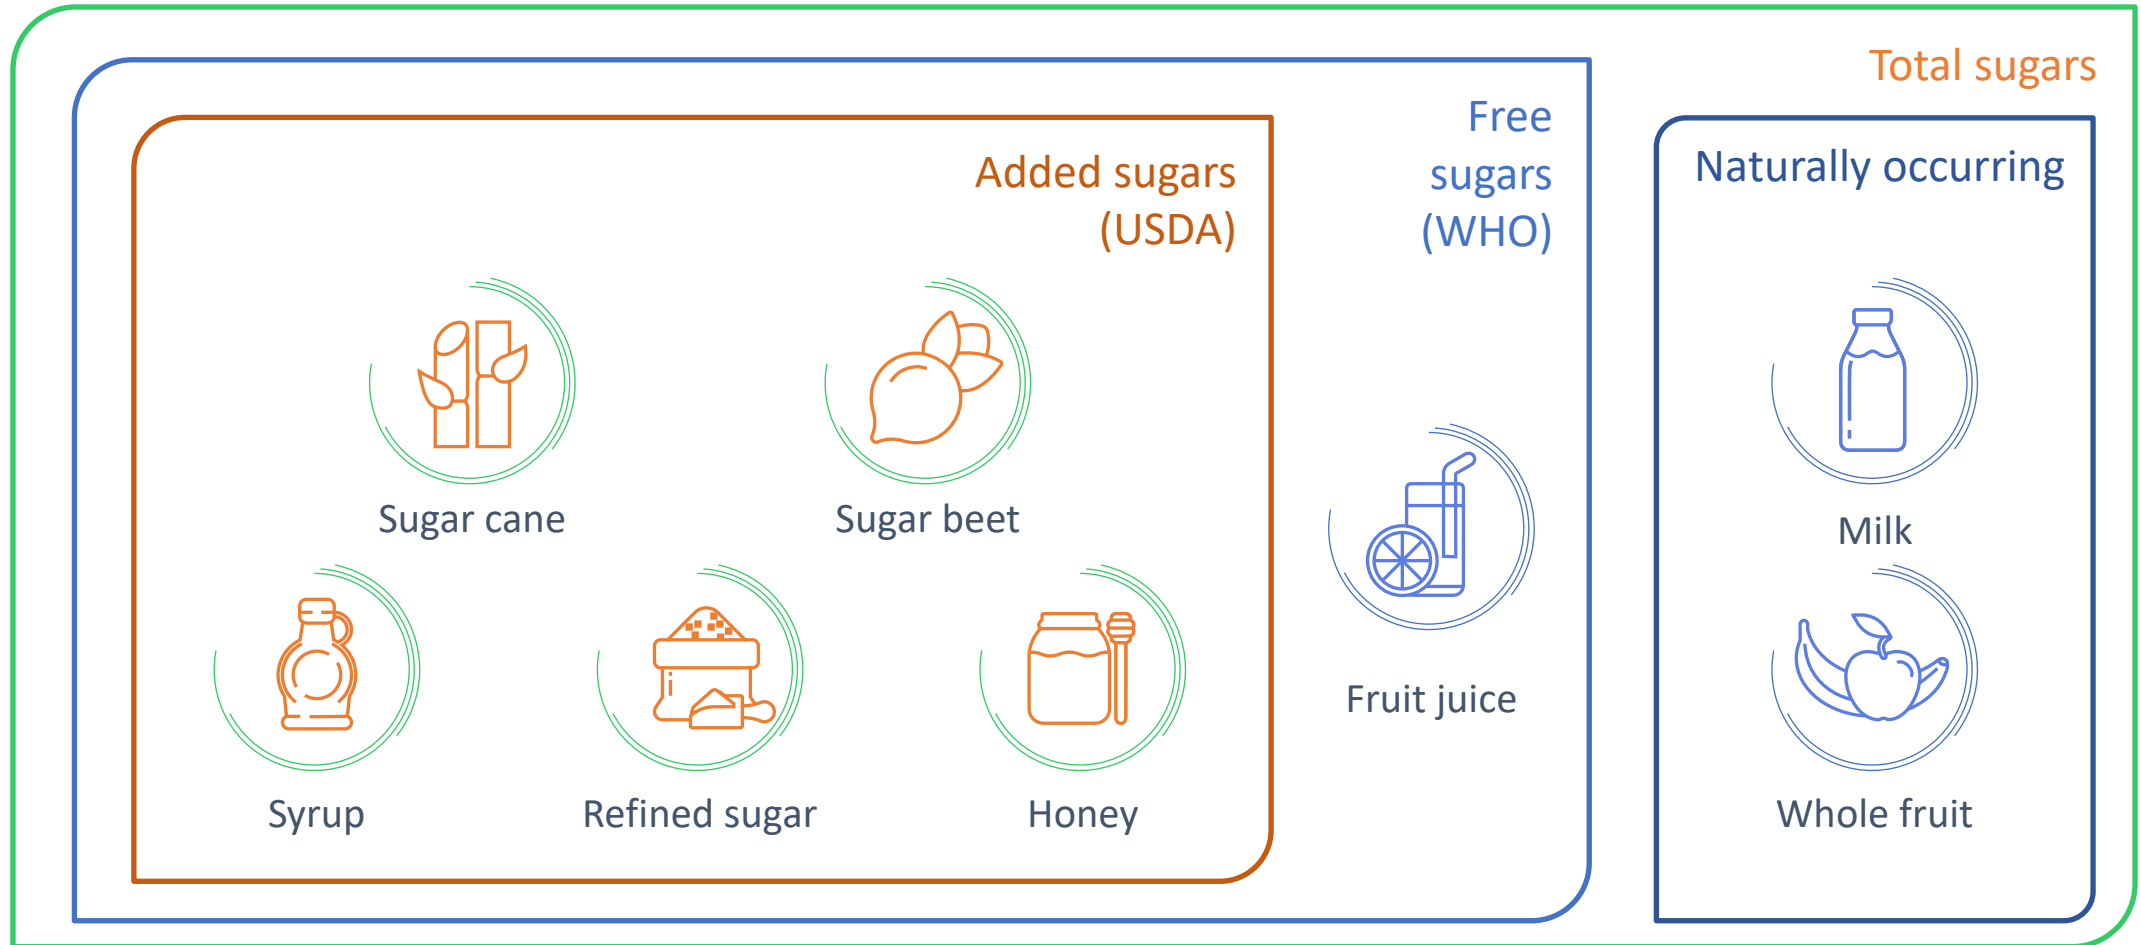 Total sugars
Free
sugars
(WHO)
Added sugars
(USDA)
Naturally occurring
Sugar cane
Sugar beet
Syrup
Refined sugar
Honey
Fruit juice
Milk
Whole fruit